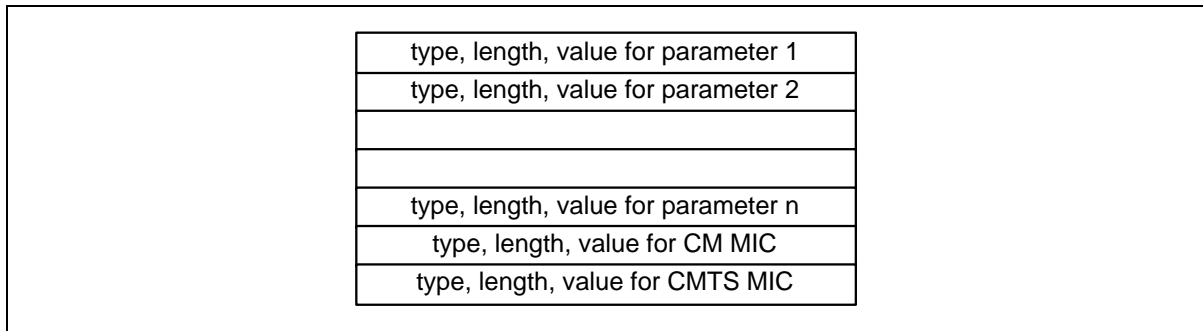 type, length, value for parameter 1
type, length, value for parameter 2
type, length, value for parameter n
type, length, value for CM MIC
type, length, value for CMTS MIC